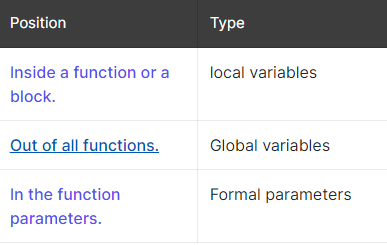 Position Type
Inside a function or a local variables
block.
Out of all functions. Global variables
In the function Formal parameters
parameters.